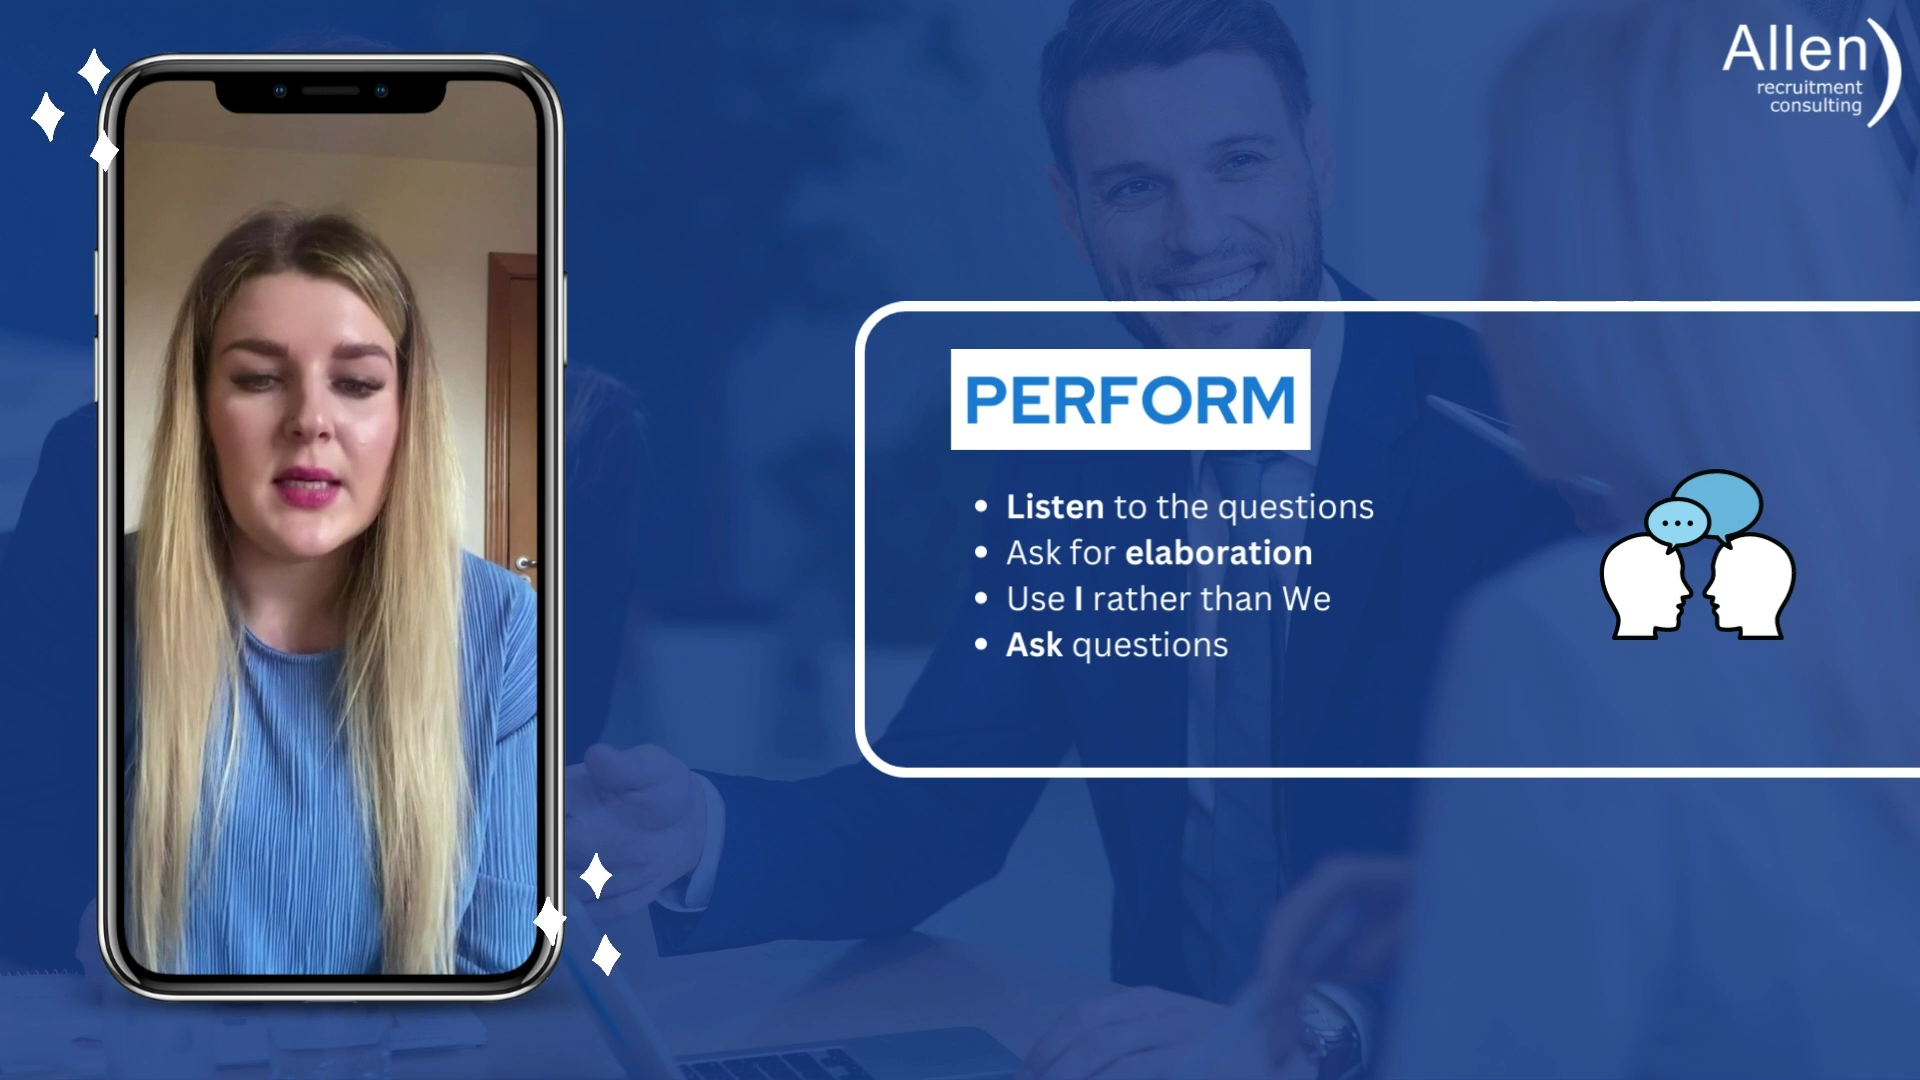 Allen
recruitment
consulting
PERFORM
• Listen to the questions
• Ask for elaboration
• Use I rather than We
• Ask questions